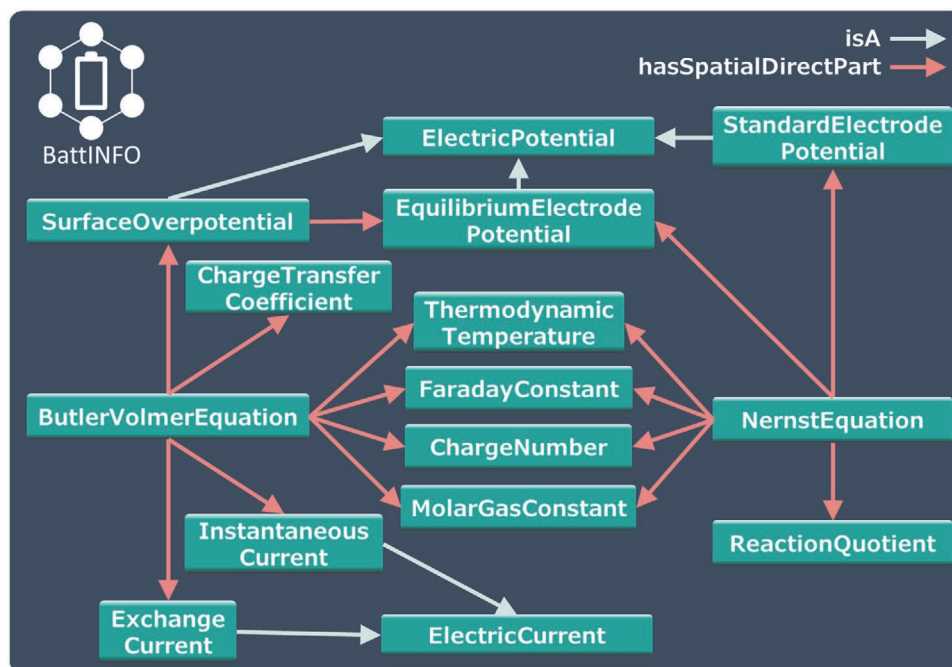 isA
hasSpatialDirectPart
BattINFO
ElectricPotential
StandardElectrode
Potential
SurfaceOverpotential
EquilibriumElectrode
Potential
ChargeTransfer
Coefficient
Thermodynamic
Temperature
FaradayConstant
ButlerVolmerEquation
NernstEquation
ChargeNumber
MolarGasConstant
Instantaneous
Current
ReactionQuotient
Exchange
Current
ElectricCurrent